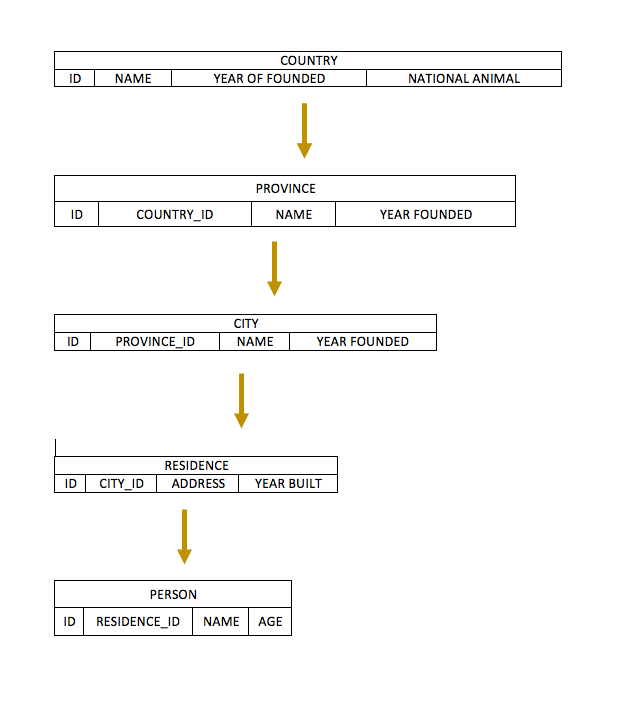 COUNTRY
ID NAME YEAR OF FOUNDED NATIONAL ANIMAL
PROVINCE
ID COUNTRY_ID NAME YEAR FOUNDED
CITY
ID PROVINCE_ID NAME YEAR FOUNDED
RESIDENCE
ID CITY_ID ADDRESS YEAR BUILT
PERSON
ID RESIDENCE_ID NAME AGE